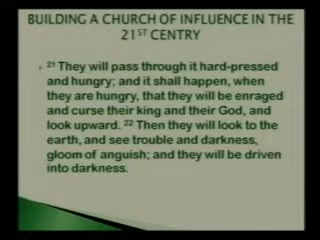 BUILDING A CHURCH OF INFLUENCE IN THE
21ST CENTRY
21 They will pass through it hard-pressed
and hungry; and it shall happen, when
they are hungry, that they will be enraged
and curse their king and their God, and
look upward. 22 Then they will look to the
earth, and see trouble and darkness,
gloom of anguish; and they will be driven
into darkness.